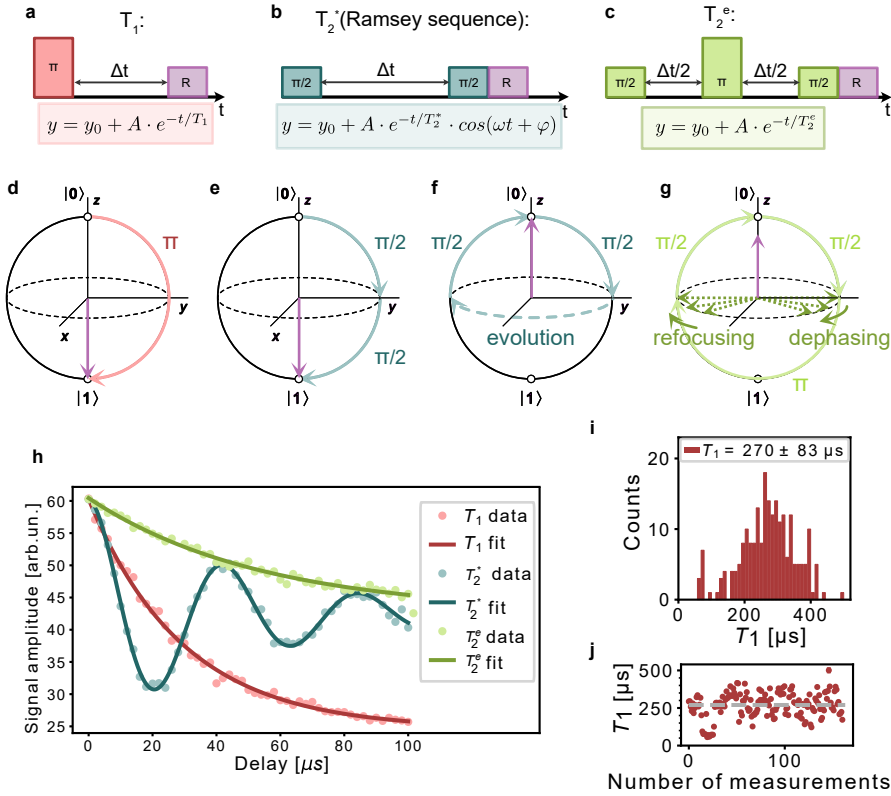 a
T₁:
π
Δt
R
t
y = y₀ + A · e^{-t/T₁}
b
T₂*(Ramsey sequence):
π/2
Δt
π/2
R
t
y = y₀ + A · e^{-t/T₂*} · cos(ωt + φ)
c
T₂ᵉ:
π/2
Δt/2
π
Δt/2
π/2
R
t
y = y₀ + A · e^{-t/T₂ᵉ}
d
|0⟩
z
π
y
x
|1⟩
e
|0⟩
z
π/2
y
x
π/2
|1⟩
f
|0⟩
z
π/2
π/2
evolution
|1⟩
g
|0⟩
z
π/2
π/2
refocusing
dephasing
π
|1⟩
h
Signal amplitude [arb.un.]
60
55
50
45
40
35
30
25
0
20
40
60
80
100
Delay [μs]
T₁ data
T₁ fit
T₂* data
T₂* fit
T₂ᵉ data
T₂ᵉ fit
i
T₁ = 270 ± 83 μs
Counts
20
10
0
0
200
400
T₁ [μs]
j
T₁ [μs]
500
250
0
0
100
Number of measurements